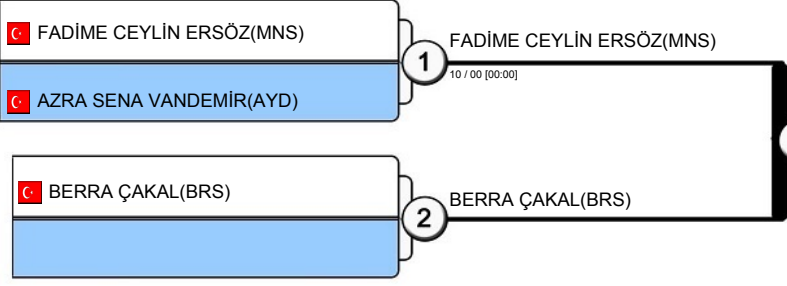 FADİME CEYLİN ERSÖZ(MNS)
AZRA SENA VANDEMİR(AYD)
1
FADİME CEYLİN ERSÖZ(MNS)
10 / 00 [00:00]
BERRA ÇAKAL(BRS)
2
BERRA ÇAKAL(BRS)